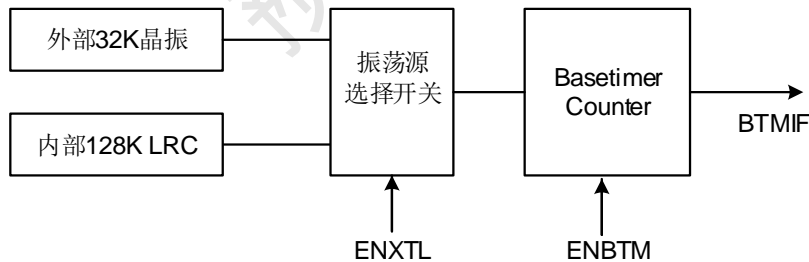 外部32K晶振
内部128K LRC
振荡源
选择开关
Basetimer
Counter
BTMIF
ENXTL
ENBTM